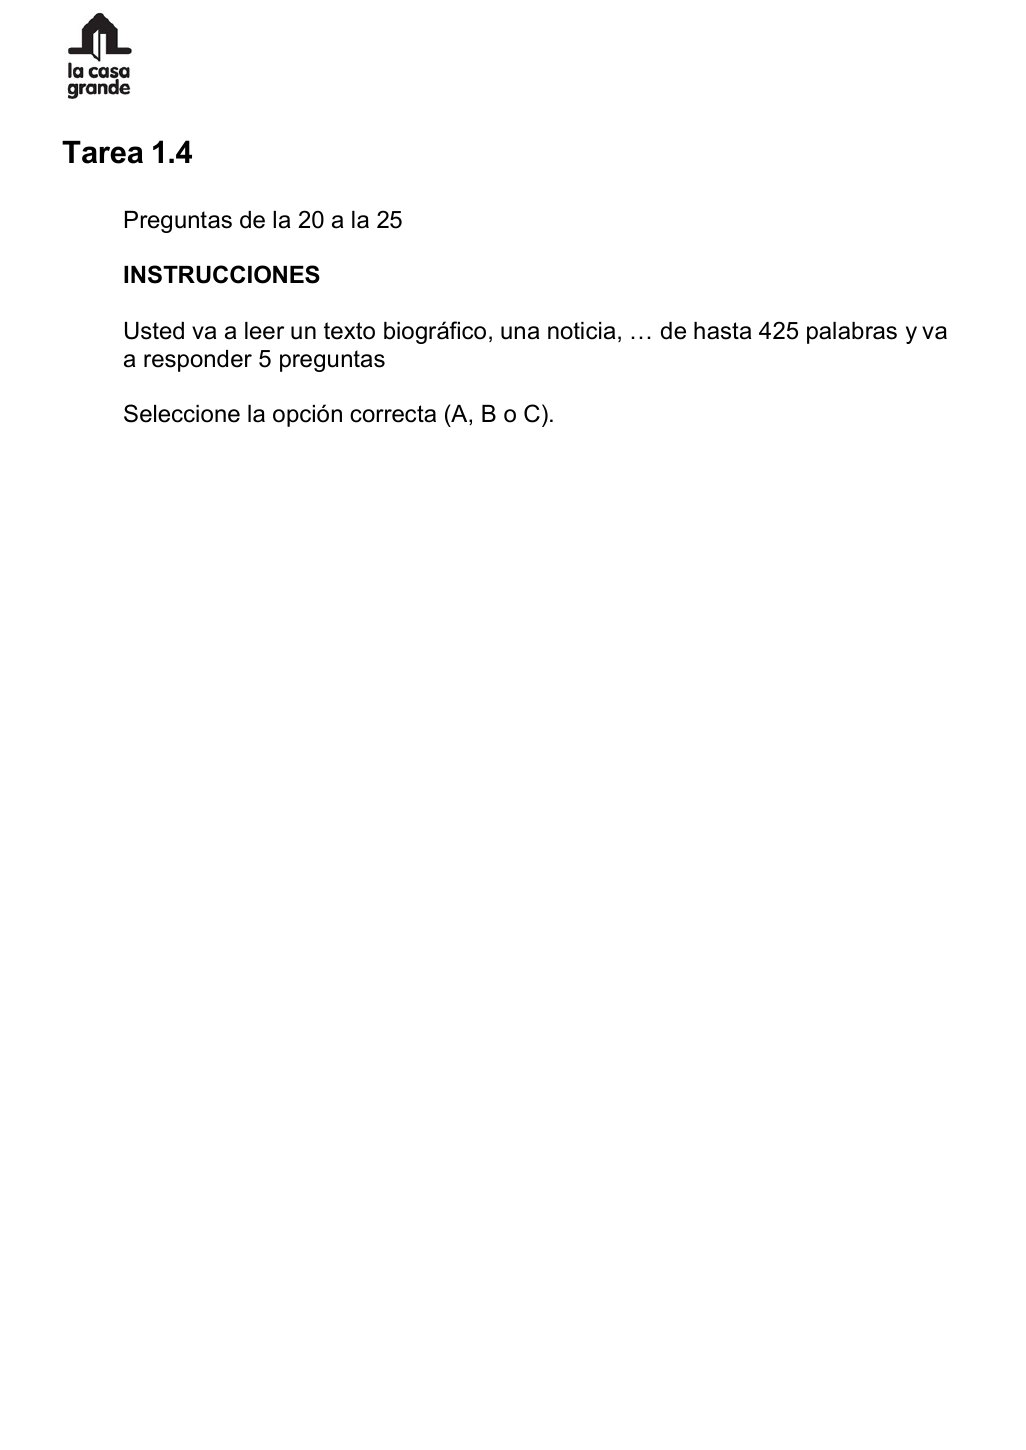 la casa
grande
Tarea 1.4
Preguntas de la 20 a la 25
INSTRUCCIONES
Usted va a leer un texto biográfico, una noticia, … de hasta 425 palabras y va
a responder 5 preguntas
Seleccione la opción correcta (A, B o C).